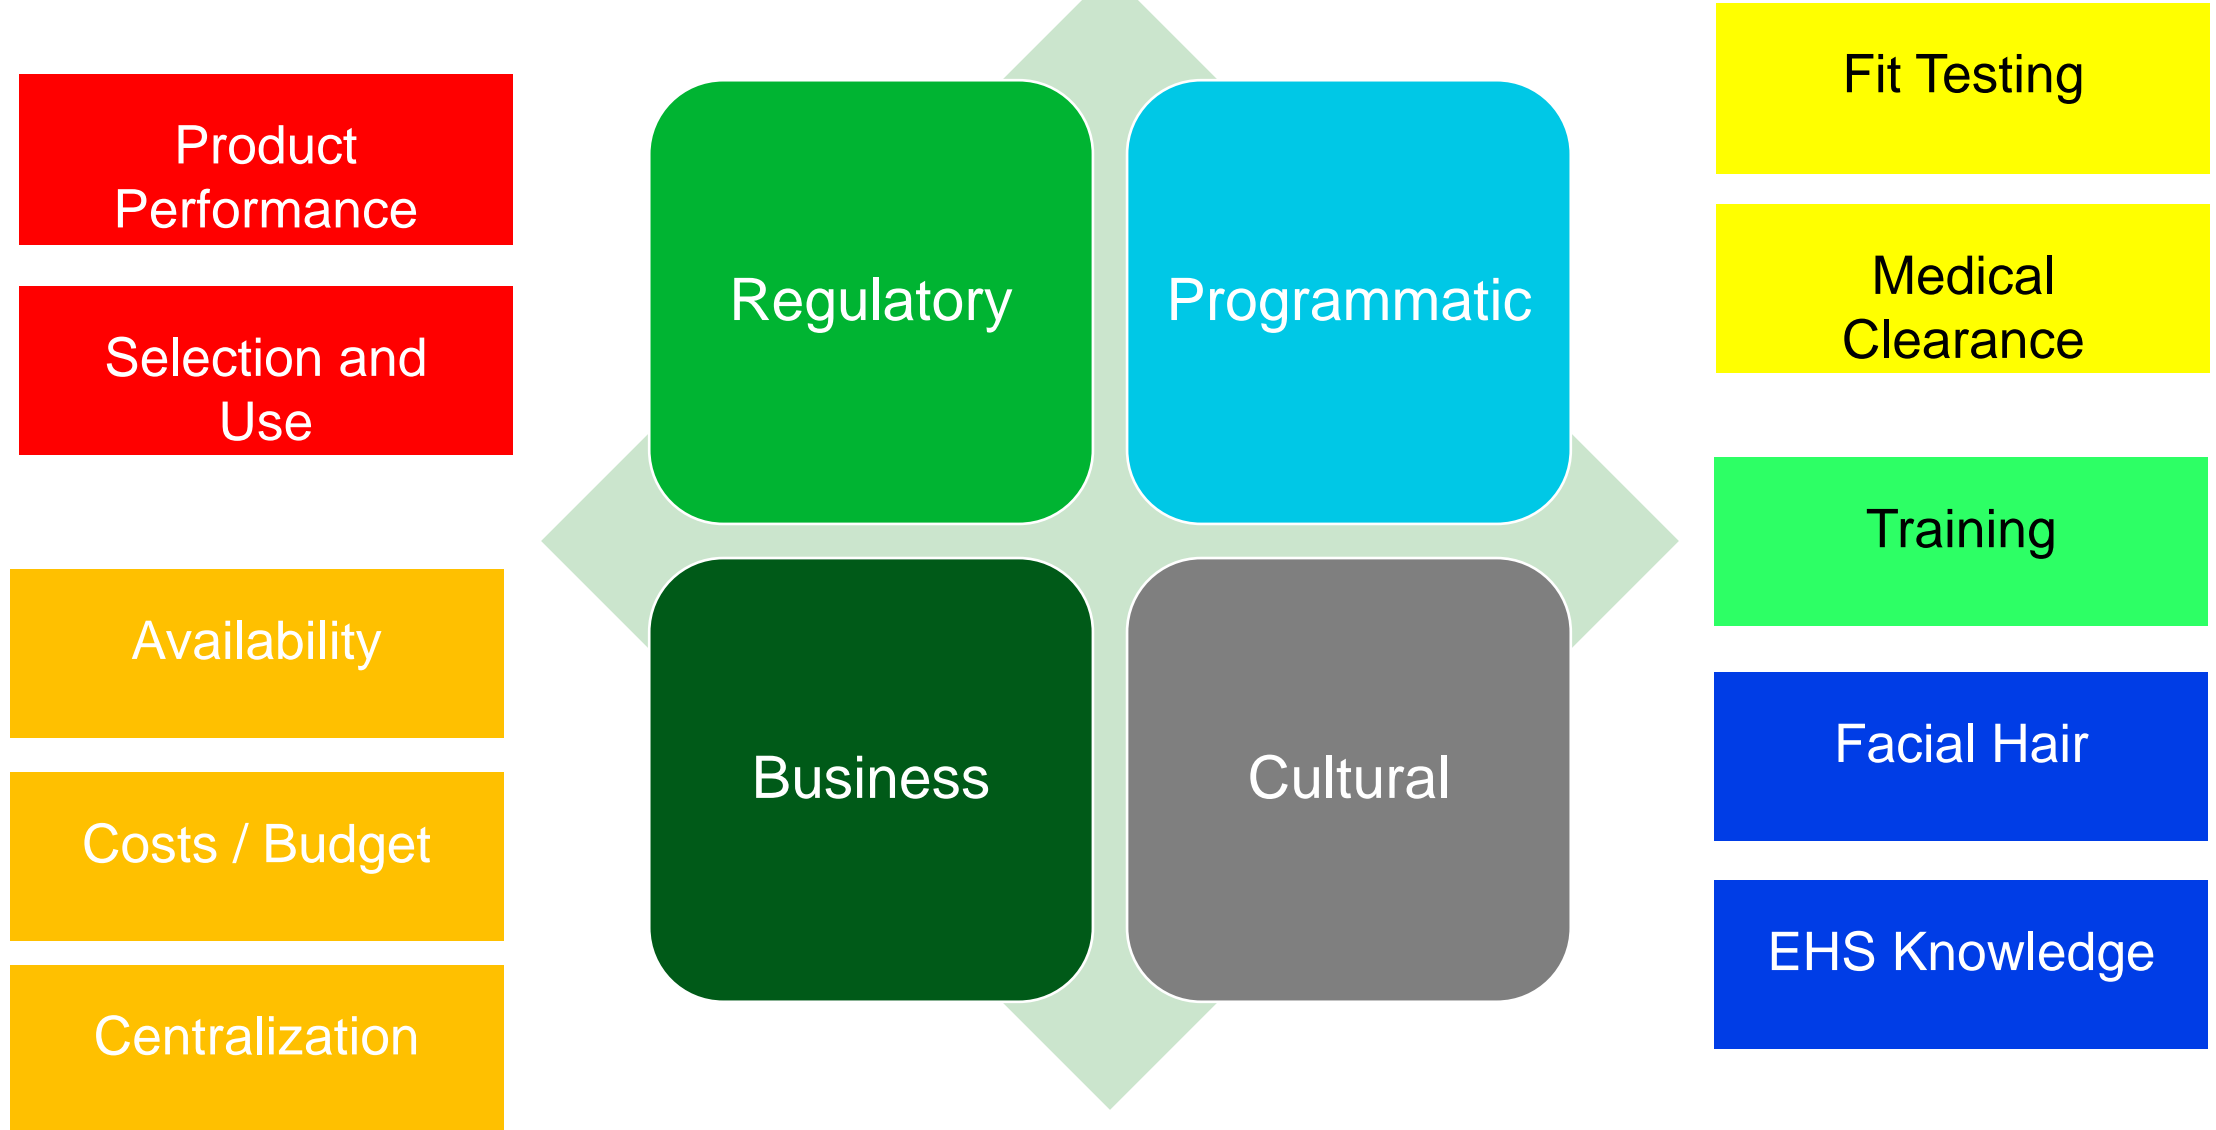 Product
Performance
Selection and
Use
Availability
Costs / Budget
Centralization
Regulatory
Programmatic
Business
Cultural
Fit Testing
Medical
Clearance
Training
Facial Hair
EHS Knowledge